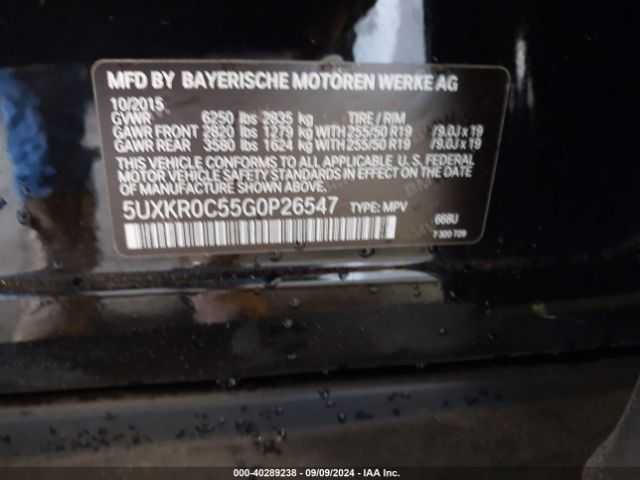 MFD BY BAYERISCHE MOTOREN WERKE AG
10/2015
GVWR 6250 lbs 2835 kg TIRE / RIM
GAWR FRONT 2820 lbs 1279 kg WITH 255/50 R19 /9.0J x 19
GAWR REAR 3580 lbs 1624 kg WITH 255/50 R19 /9.0J x 19
THIS VEHICLE CONFORMS TO ALL APPLICABLE, U. S. FEDERAL
MOTOR VEHICLE SAFETY STANDARDS IN EFFECT ON THE
DATE OF MANUFACTURE SHOWN ABOVE.
5UXKR0C55G0P26547 TYPE: MPV 668U
7 320 729
000-40289238 - 09/09/2024 - IAA Inc.